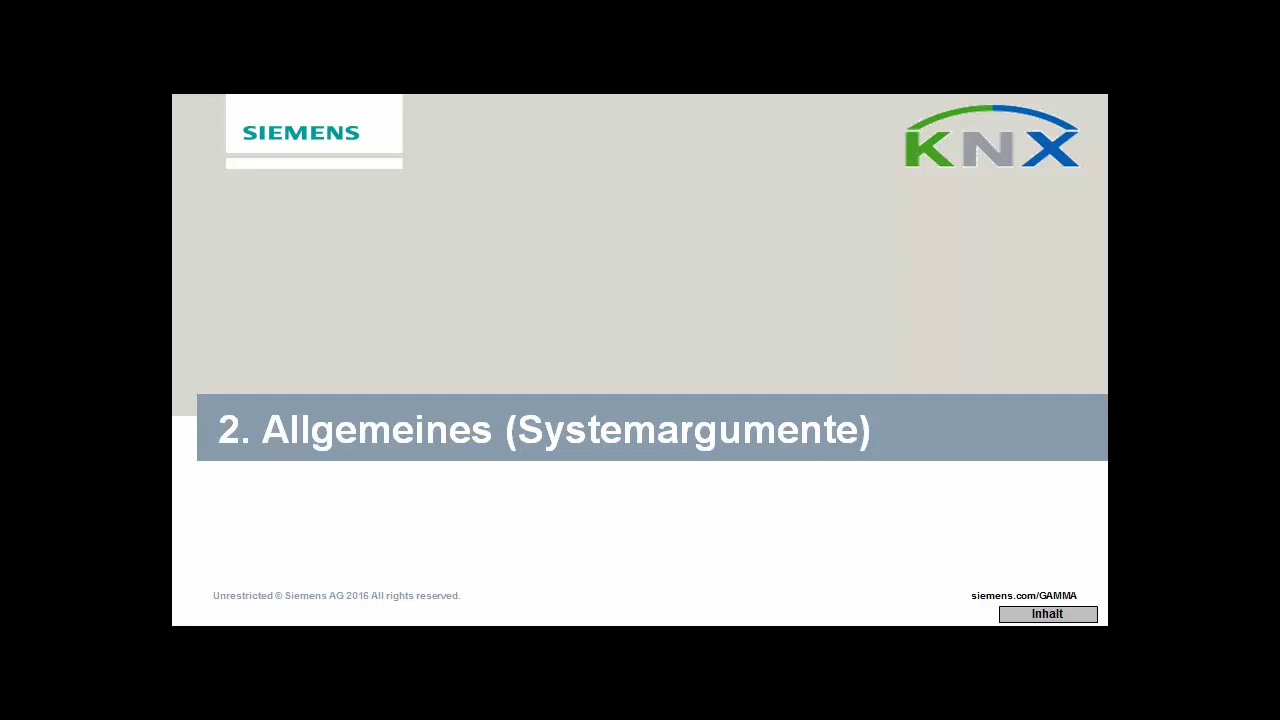 SIEMENS
KNX
2. Allgemeines (Systemargumente)
Unrestricted © Siemens AG 2016 All rights reserved.
siemens.com/GAMMA
Inhalt